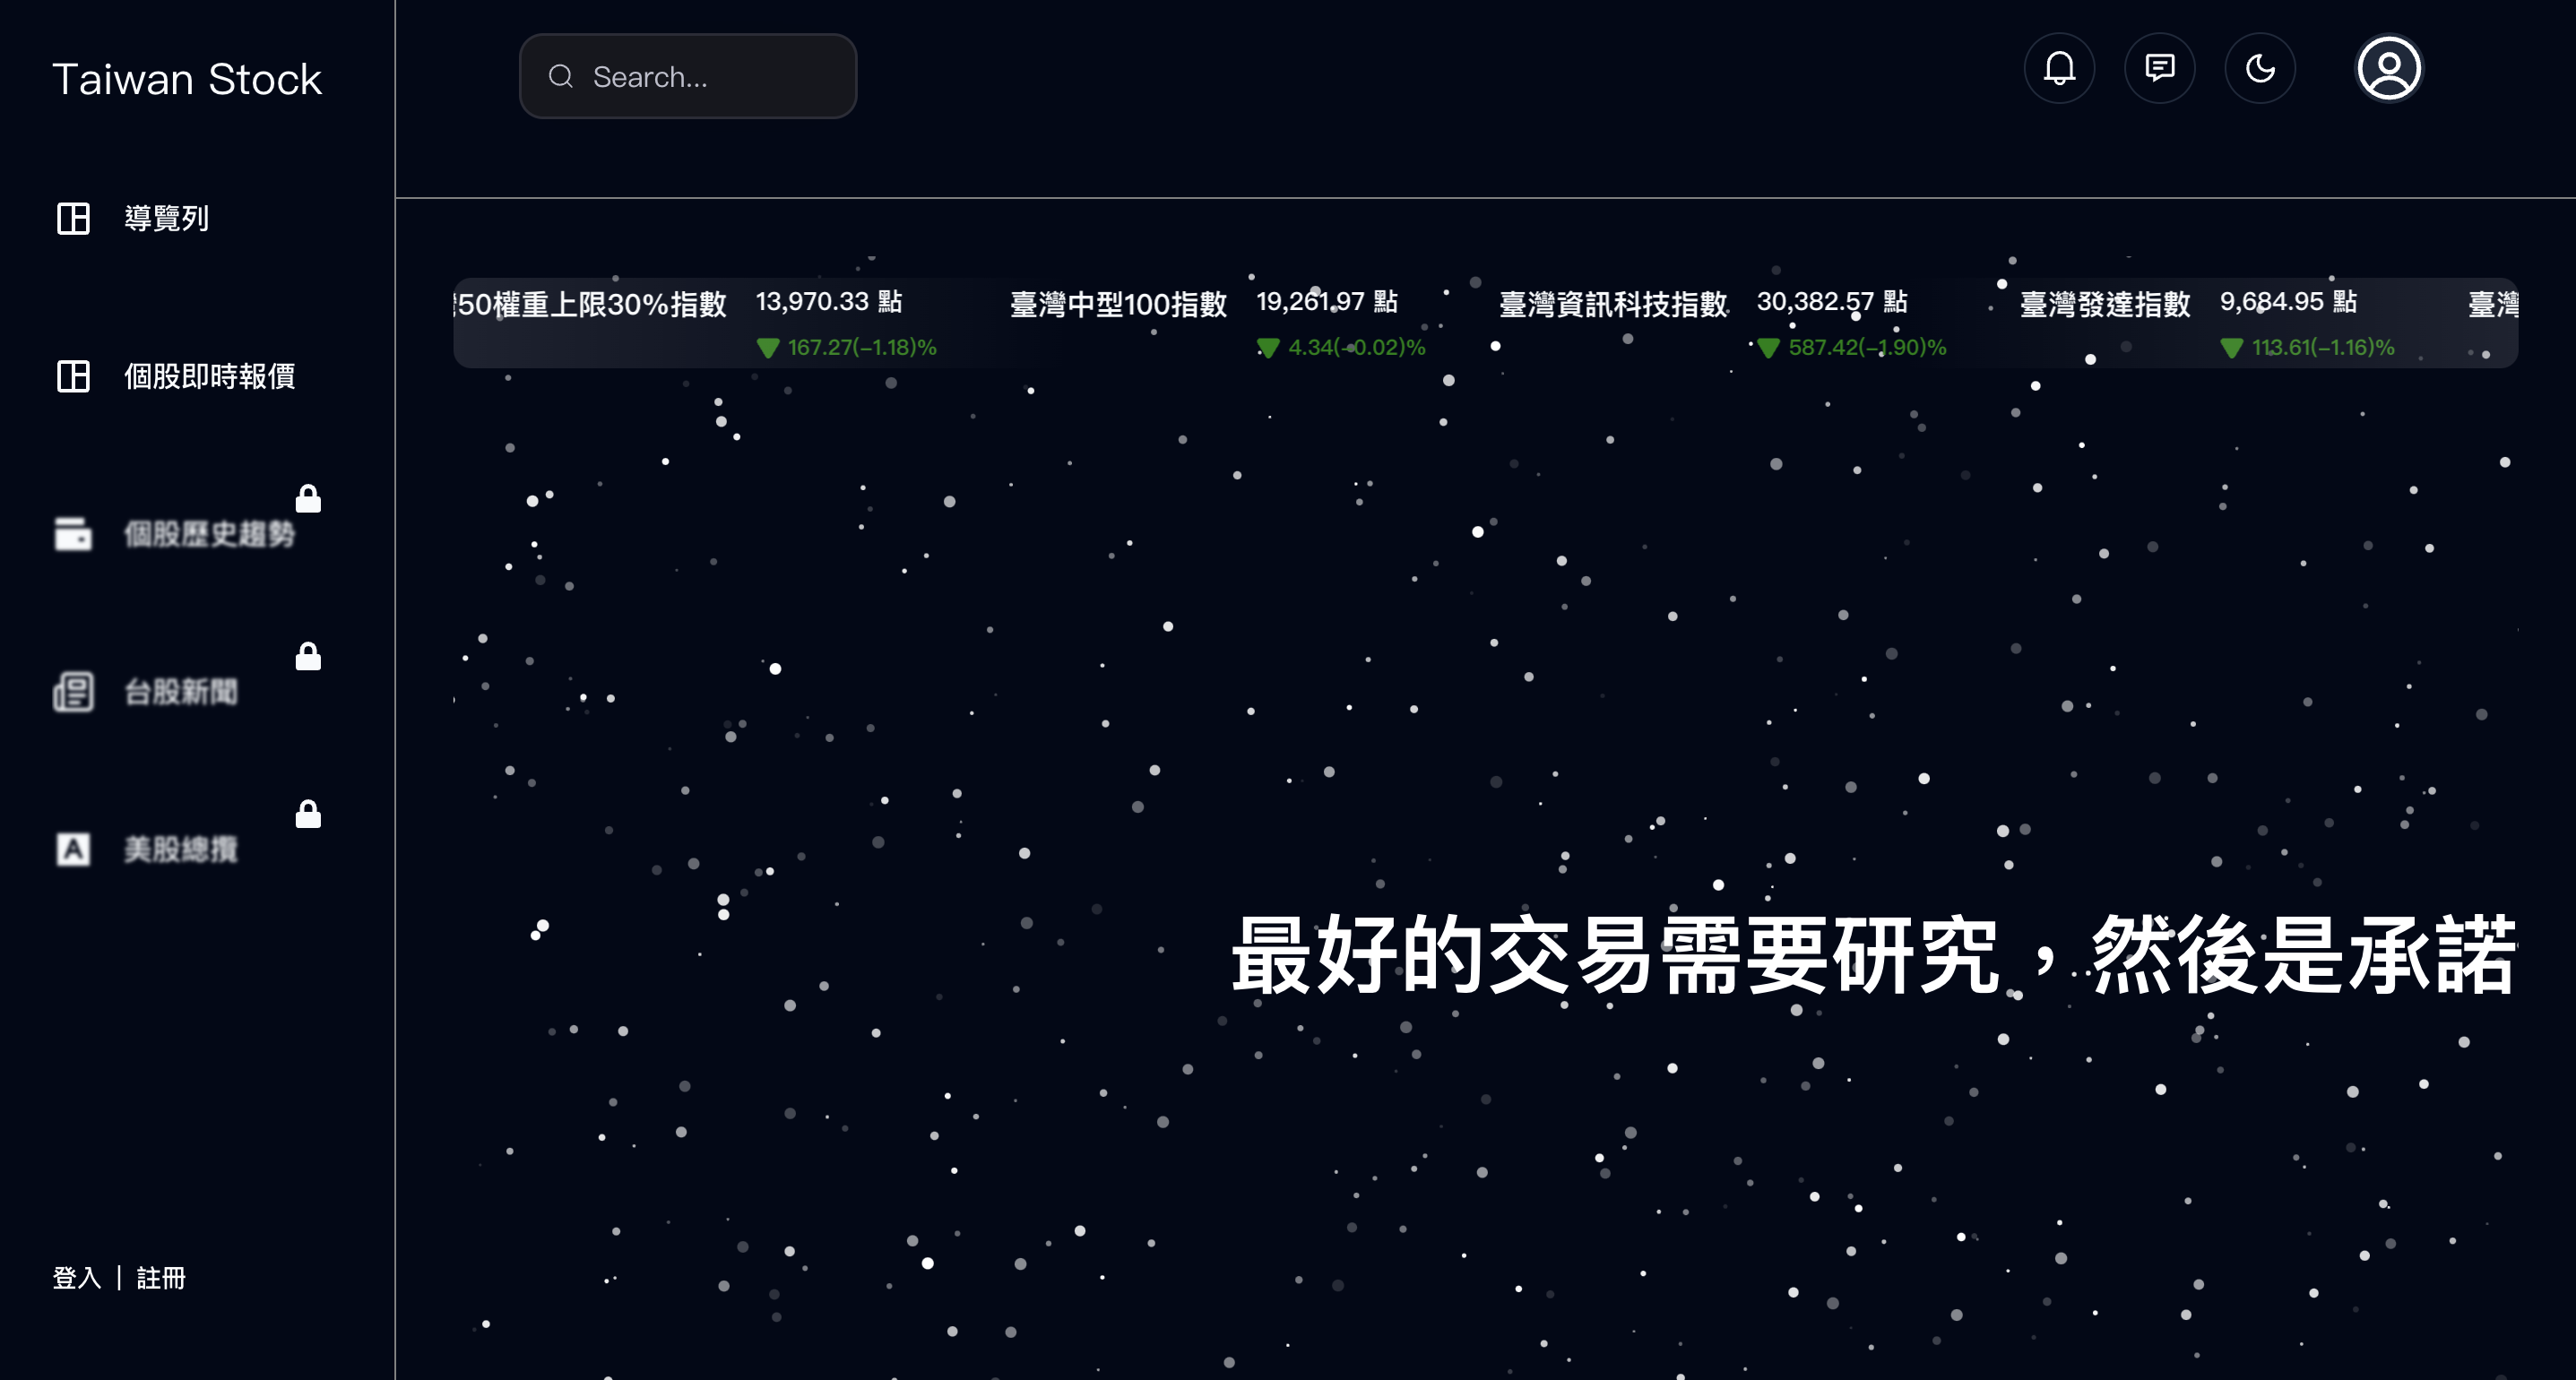 Taiwan Stock
Search...
導覽列
個股即時報價
個股歷史趨勢
台股新聞
A 美股總攬
登入 | 註冊
50權重上限30%指數 13,970.33 點
▼ 167.27(−1.18)%
臺灣中型100指數 19,261.97 點
▼ 4.34(−0.02)%
臺灣資訊科技指數 30,382.57 點
▼ 587.42(−1.90)%
臺灣發達指數 9,684.95 點
▼ 113.61(−1.16)%
臺灣
最好的交易需要研究，然後是承諾